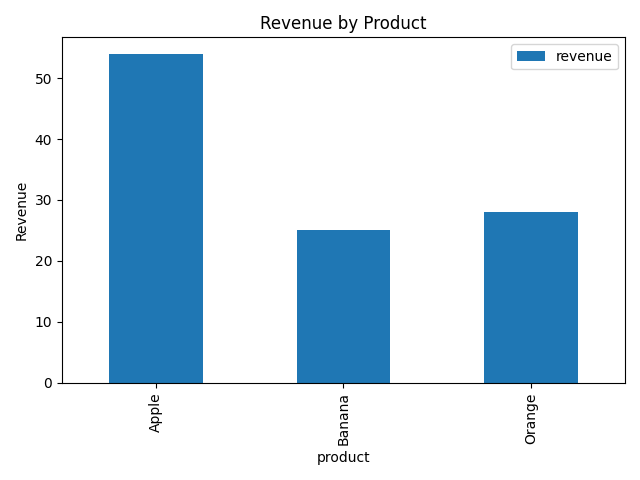 Revenue by Product
revenue
50
40
30
20
10
0
Revenue
Apple
Banana
Orange
product